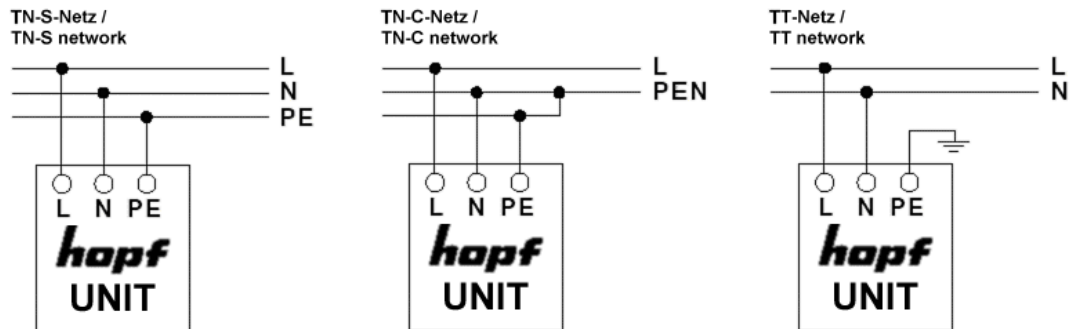 TN-S-Netz /
TN-S network
L
N
PE
L N PE
hopf
UNIT
TN-C-Netz /
TN-C network
L
PEN
L N PE
hopf
UNIT
TT-Netz /
TT network
L
N
L N PE
hopf
UNIT